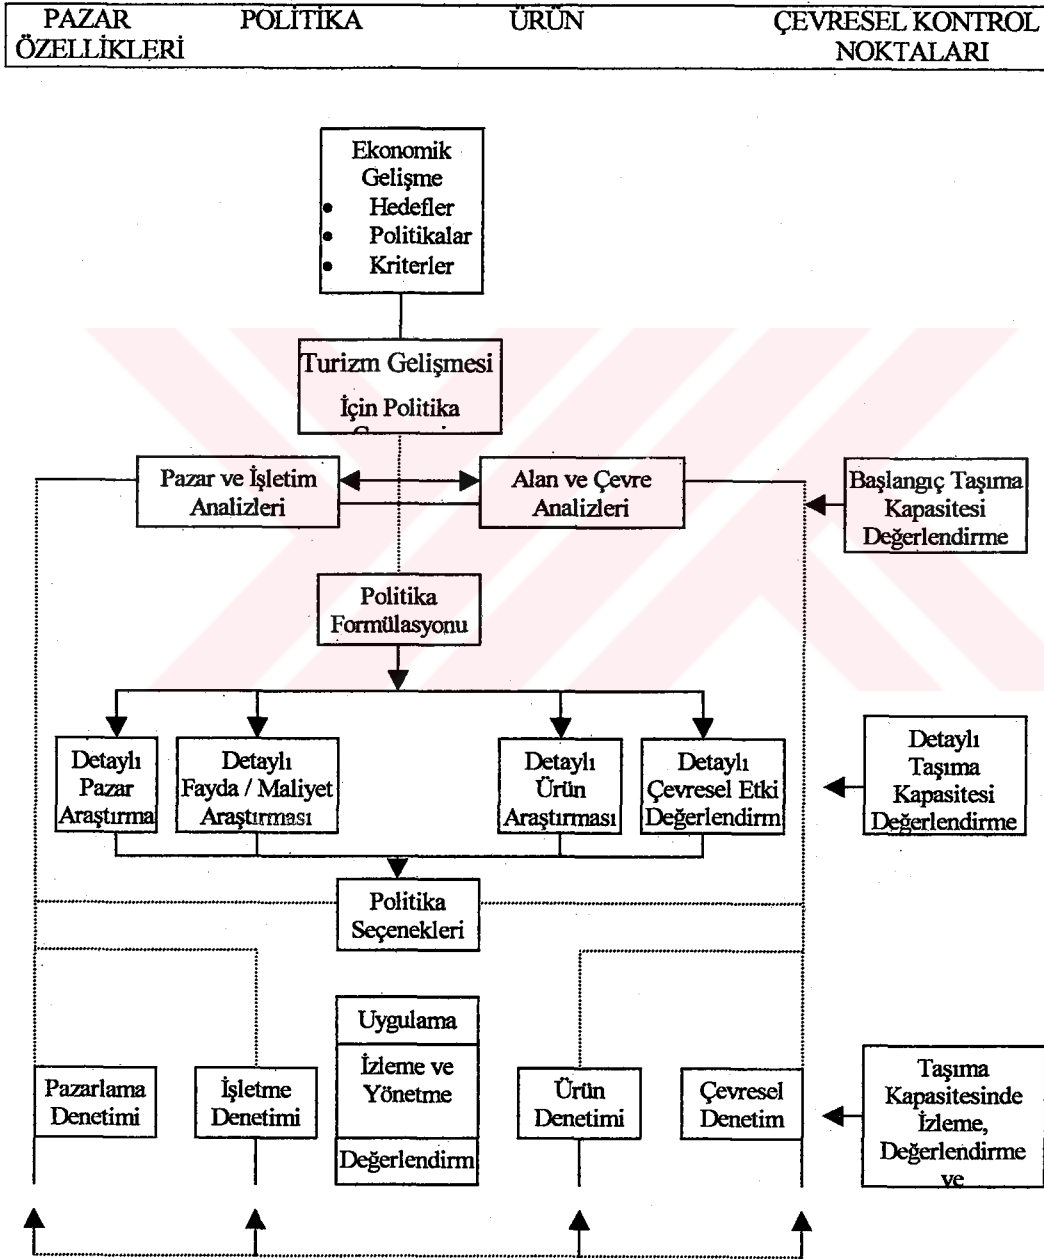 PAZAR ÖZELLİKLERİ
POLİTİKA
ÜRÜN
ÇEVRESEL KONTROL
NOKTALARI
Ekonomik
Gelişme
• Hedefler
• Politikalar
• Kriterler
Turizm Gelişmesi
İçin Politika
Pazar ve İşletim
Analizleri
Alan ve Çevre
Analizleri
Başlangıç Taşıma
Kapasitesi
Değerlendirme
Politika
Formülasyonu
Detaylı
Pazar
Araştırma
Detaylı
Fayda / Maliyet
Araştırması
Detaylı
Ürün
Araştırması
Detaylı
Çevresel Etki
Değerlendirm
Detaylı
Taşıma
Kapasitesi
Değerlendirme
Politika
Seçenekleri
Uygulama
İzleme ve
Yönetme
Değerlendirm
Pazarlama
Denetimi
İşletme
Denetimi
Ürün
Denetimi
Çevresel
Denetim
Taşıma
Kapasitesinde
İzleme,
Değerlendirme
ve